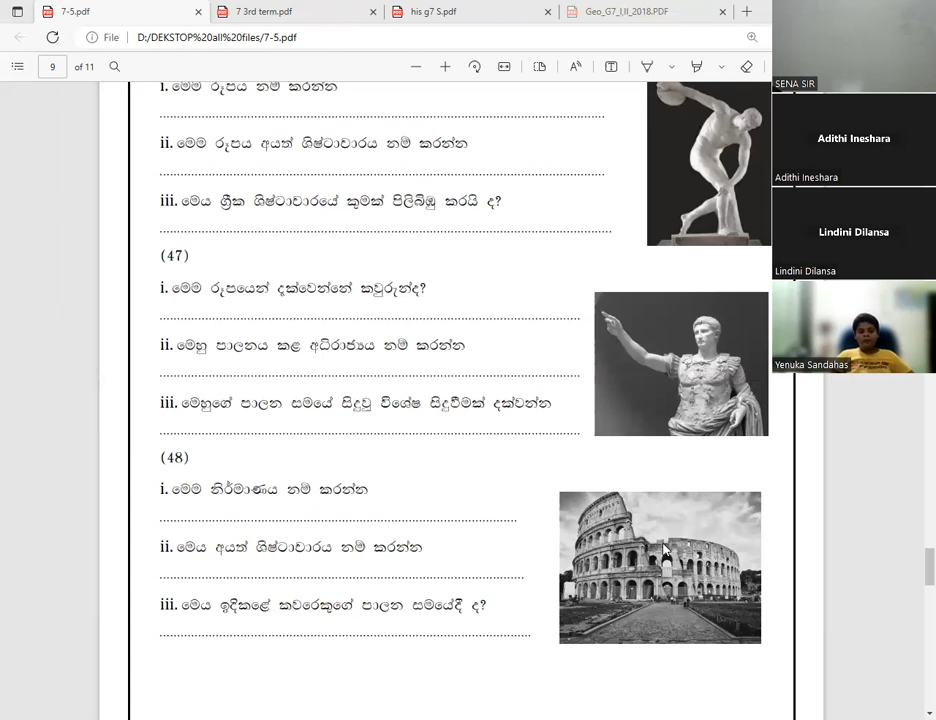 7-5.pdf
7 3rd term.pdf
his g7 S.pdf
Geo_G7_I,II_2018.PDF
File
D:/DEKSTOP%20all%20files/7-5.pdf
9 of 11
i. මෙම රූපය නම් කරන්න
ii. මෙම රූපය අයත් ශිෂ්ටාචාරය නම් කරන්න
iii. මෙය ග්‍රීක ශිෂ්ටාචාරයේ කුමක් පිලිබිඹු කරයි ද?
(47)
i. මෙම රූපයෙන් දැක්වෙන්නේ කවුරුන්ද?
ii. මෙහු පාලනය කළ අධිරාජ්‍යය නම් කරන්න
iii. මෙහුගේ පාලන සමයේ සිදුවු විශේෂ සිදුවීමක් දක්වන්න
(48)
i. මෙම නිර්මාණය නම් කරන්න
ii. මෙය අයත් ශිෂ්ටාචාරය නම් කරන්න
iii. මෙය ඉදිකළේ කවරෙකුගේ පාලන සමයේදී ද?
SENA SIR
Adithi Ineshara
Adithi Ineshara
Lindini Dilansa
Lindini Dilansa
Yenuka Sandahas